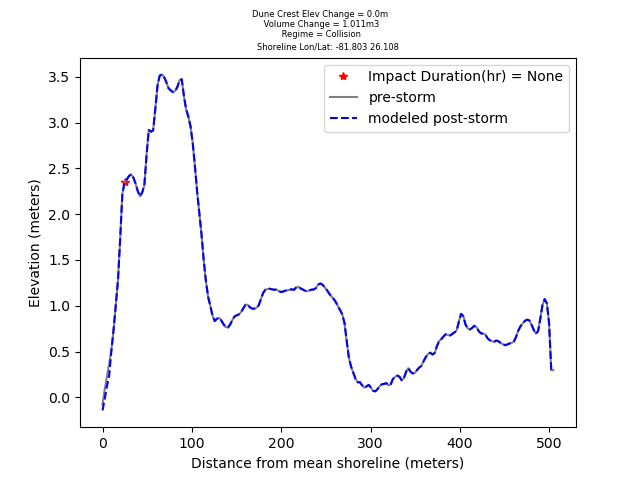 Dune Crest Elev Change = 0.0m
Volume Change = 1.011m3
Regime = Collision
Shoreline Lon/Lat: -81.803 26.108
Impact Duration(hr) = None
pre-storm
modeled post-storm
Elevation (meters)
3.5
3.0
2.5
2.0
1.5
1.0
0.5
0.0
0 100 200 300 400 500
Distance from mean shoreline (meters)